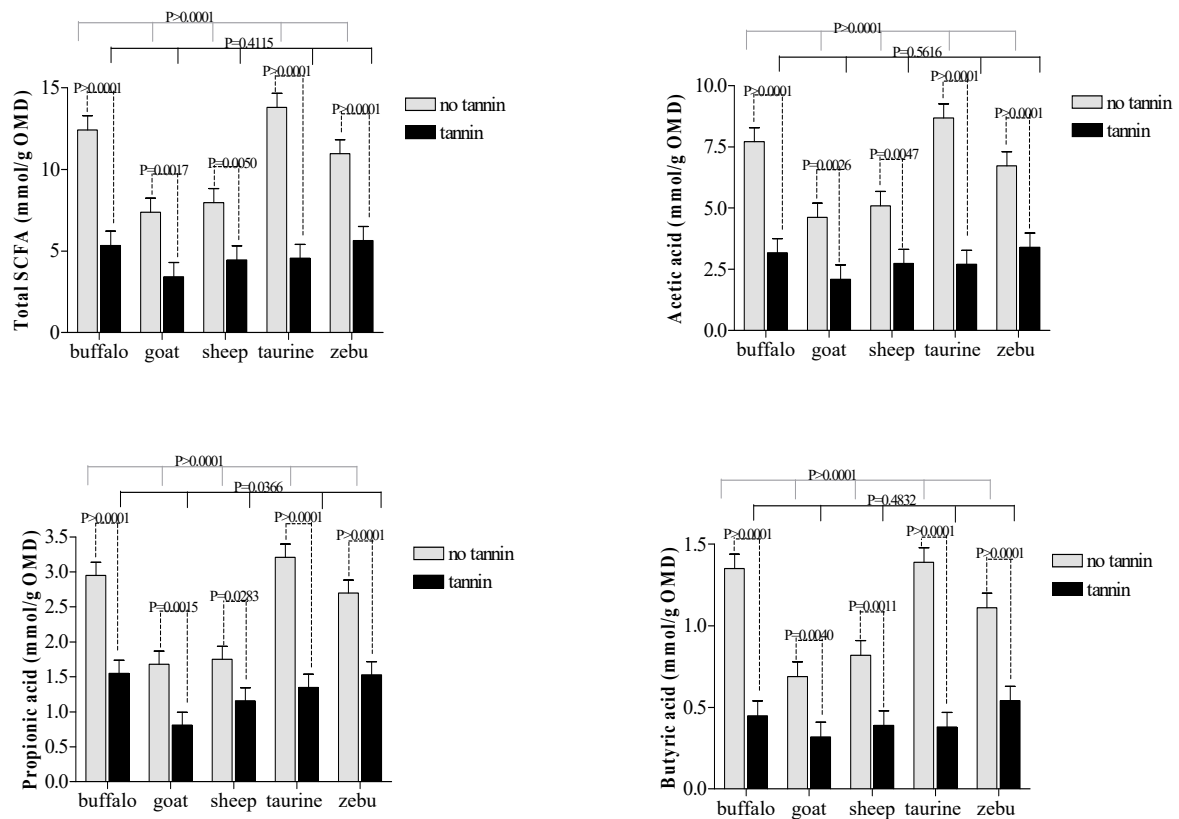 P>0.0001
P=0.4115
P>0.0001
P=0.0017
P=0.0050
P>0.0001
P>0.0001
Total SCFA (mmol/g OMD)
15
10
5
0
buffalo goat sheep taurine zebu
no tannin
tannin
P>0.0001
P=0.5616
P>0.0001
P=0.0026
P=0.0047
P>0.0001
P>0.0001
Acetic acid (mmol/g OMD)
10.0
7.5
5.0
2.5
0.0
buffalo goat sheep taurine zebu
no tannin
tannin
P>0.0001
P=0.0366
P>0.0001
P=0.0015
P=0.0283
P>0.0001
P>0.0001
Propionic acid (mmol/g OMD)
3.5
3.0
2.5
2.0
1.5
1.0
0.5
0.0
buffalo goat sheep taurine zebu
no tannin
tannin
P>0.0001
P=0.4832
P>0.0001
P=0.0040
P=0.0011
P>0.0001
P>0.0001
Butyric acid (mmol/g OMD)
1.5
1.0
0.5
0.0
buffalo goat sheep taurine zebu
no tannin
tannin